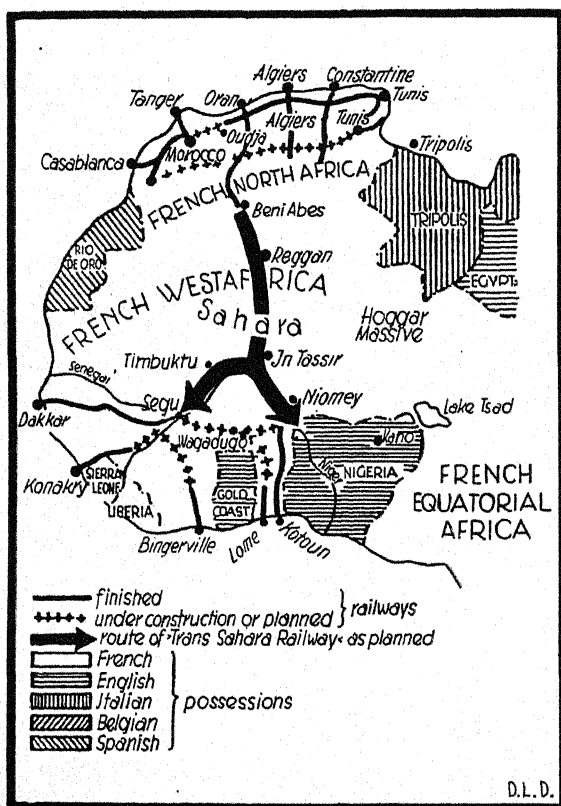 Algiers
Constantine
Tanger
Oran
Tunis
Algiers
Tunis
Oudja
Tripolis
Casablanca
Morocco
FRENCH NORTH AFRICA
Beni Abes
TRIPOLIS
RIO
DE ORO
Reggan
EGYPT
FRENCH WESTAFRICA
Sahara
Hoggar
Massive
Timbuktu
Jn Tassir
Senegal
Segu
Niomey
Lake Tsad
Dakkar
Wagadugo
Kano
Konakry
SIERRA
LEONE
Niger
NIGERIA
FRENCH
EQUATORIAL
AFRICA
LIBERIA
GOLD
COAST
Bingerville
Lome
Kotoun
finished
under construction or planned } railways
route of "Trans Sahara Railway" as planned
French
English
Italian
Belgian
Spanish
possessions
D.L.D.